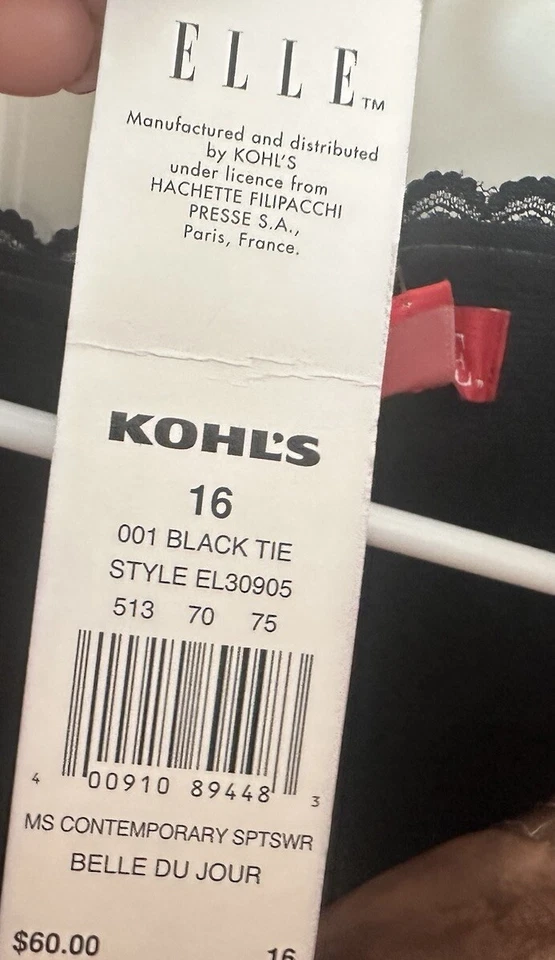 ELLE™
Manufactured and distributed
by KOHL'S
under licence from
HACHETTE FILIPACCHI
PRESSE S.A.,
Paris, France.
KOHL'S
16
001 BLACK TIE
STYLE EL30905
513 70 75
4 00910 89448 3
MS CONTEMPORARY SPTSWR
BELLE DU JOUR
$60.00 16